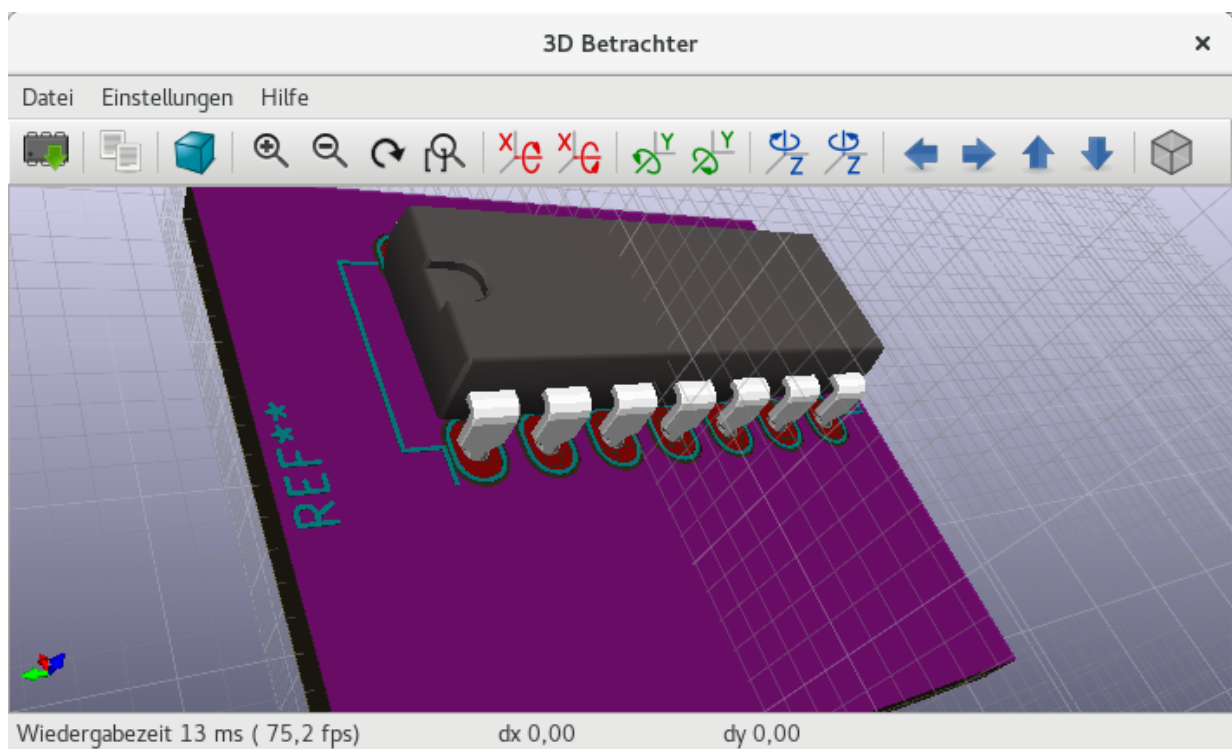 3D Betrachter
Datei Einstellungen Hilfe
X X Y Y Z Z
REF**
Wiedergabezeit 13 ms ( 75,2 fps) dx 0,00 dy 0,00